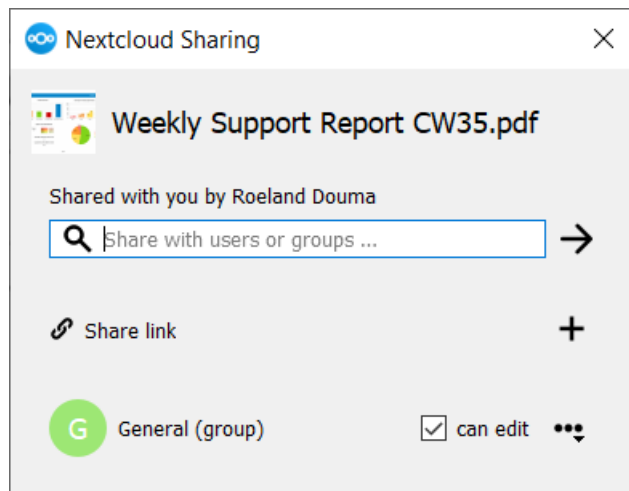 Nextcloud Sharing
Weekly Support Report CW35.pdf
Shared with you by Roeland Douma
Share with users or groups ...
Share link
G General (group) can edit